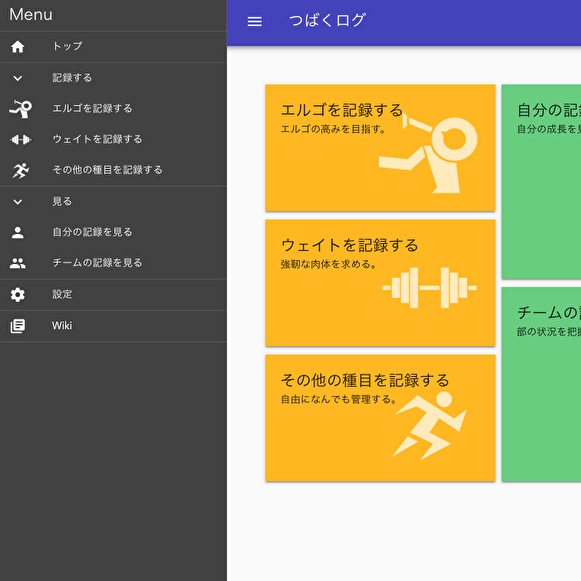 Menu
トップ
記録する
エルゴを記録する
ウェイトを記録する
その他の種目を記録する
見る
自分の記録を見る
チームの記録を見る
設定
Wiki
つばくログ
エルゴを記録する
エルゴの高みを目指す。
ウェイトを記録する
強靭な肉体を求める。
その他の種目を記録する
自由になんでも管理する。
自分の記
自分の成長を
チームの
部の状況を把